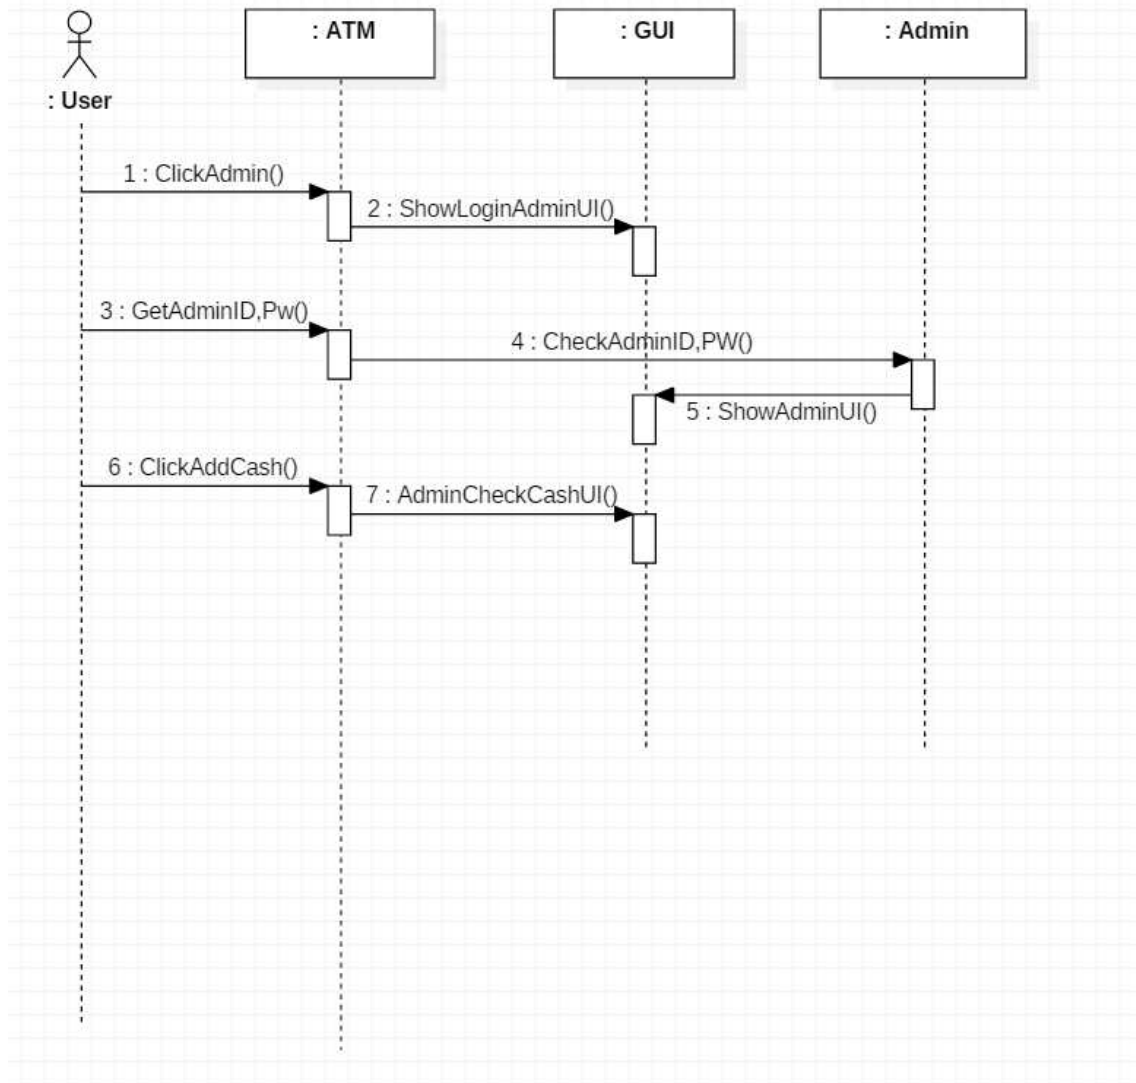 : ATM
: GUI
: Admin
: User
1 : ClickAdmin()
2 : ShowLoginAdminUI()
3 : GetAdminID,Pw()
4 : CheckAdminID,PW()
5 : ShowAdminUI()
6 : ClickAddCash()
7 : AdminCheckCashUI()